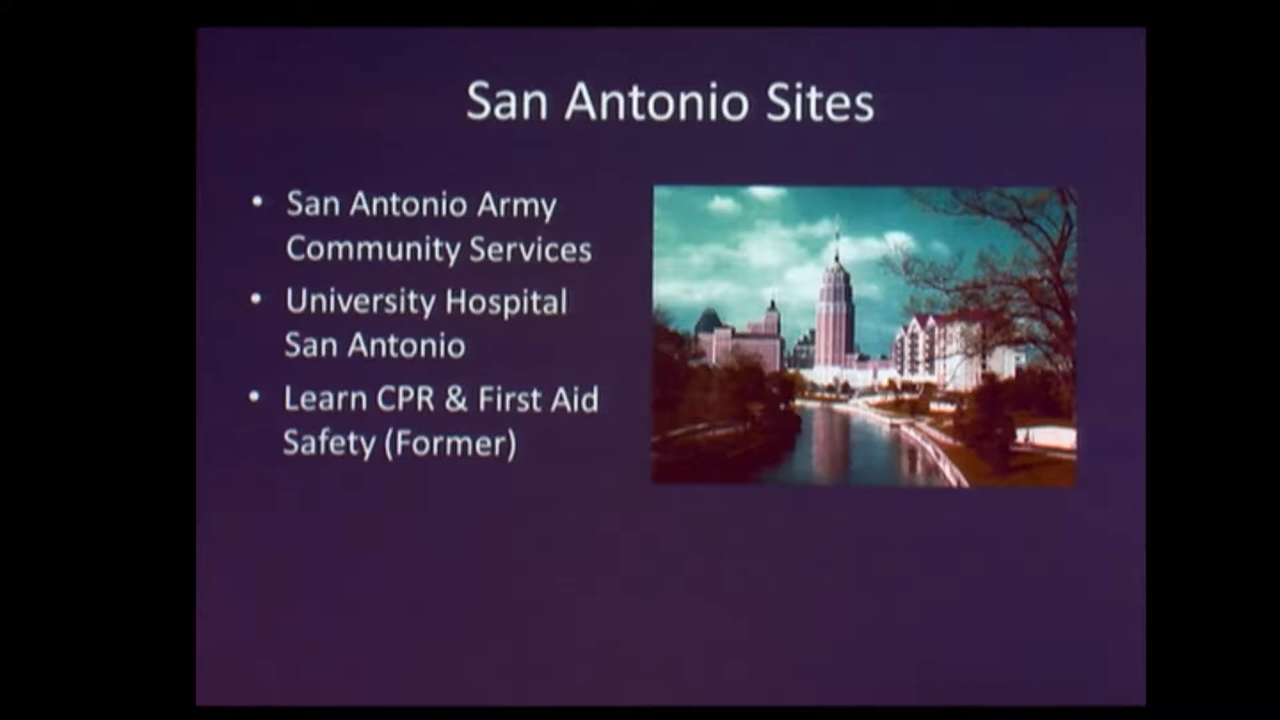 San Antonio Sites
• San Antonio Army
Community Services
• University Hospital
San Antonio
• Learn CPR & First Aid
Safety (Former)